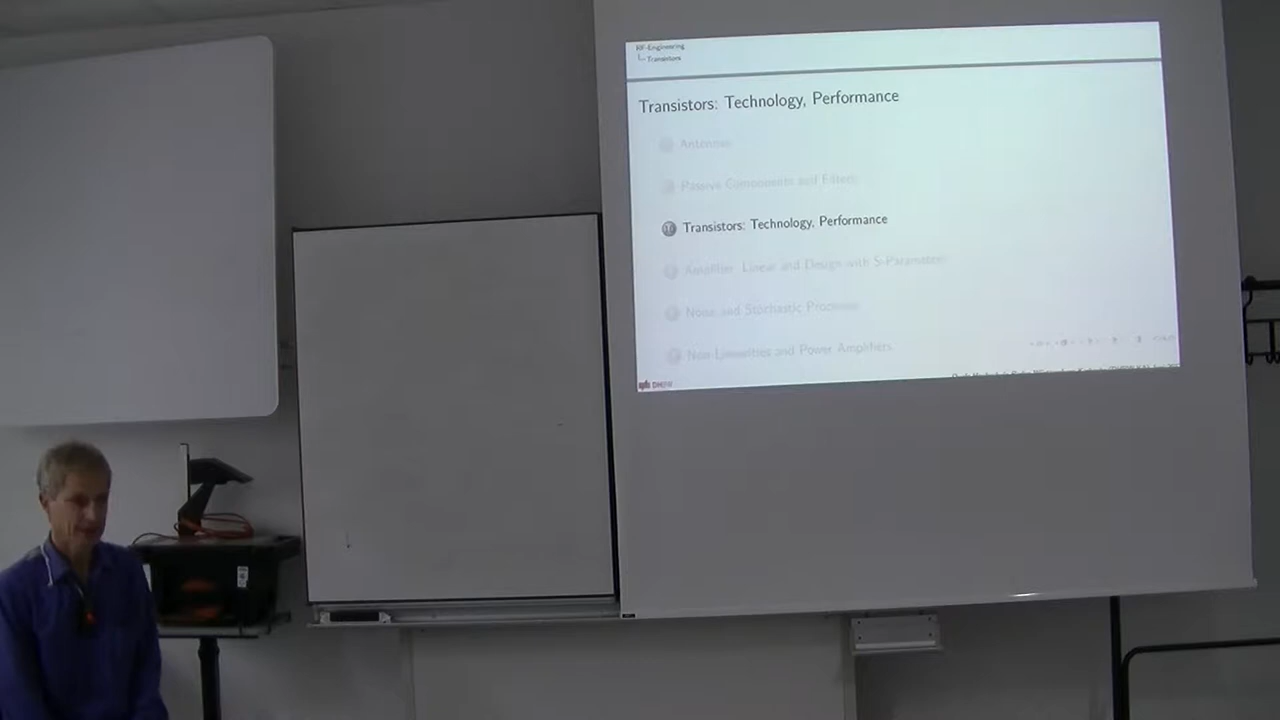 RF-Engineering
Transistors
Transistors: Technology, Performance
Antennas
Passive Components and Filters
Transistors: Technology, Performance
Amplifier: Linear and Design with S-Parameters
Noise and Stochastic Processes
Non-Linearities and Power Amplifiers